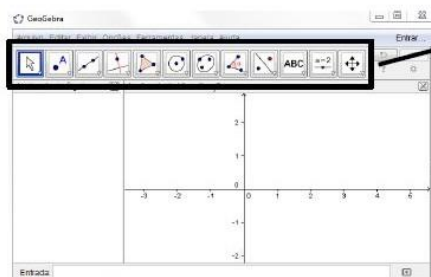 GeoGebra
Arquivo Editar Exibir Opções Ferramentas Janela Ajuda
Entrar...
A
ABC
a=2
?
2
1
0
-3 -2 -1 0 1 2 3 4 5
-1
-2
Entrada